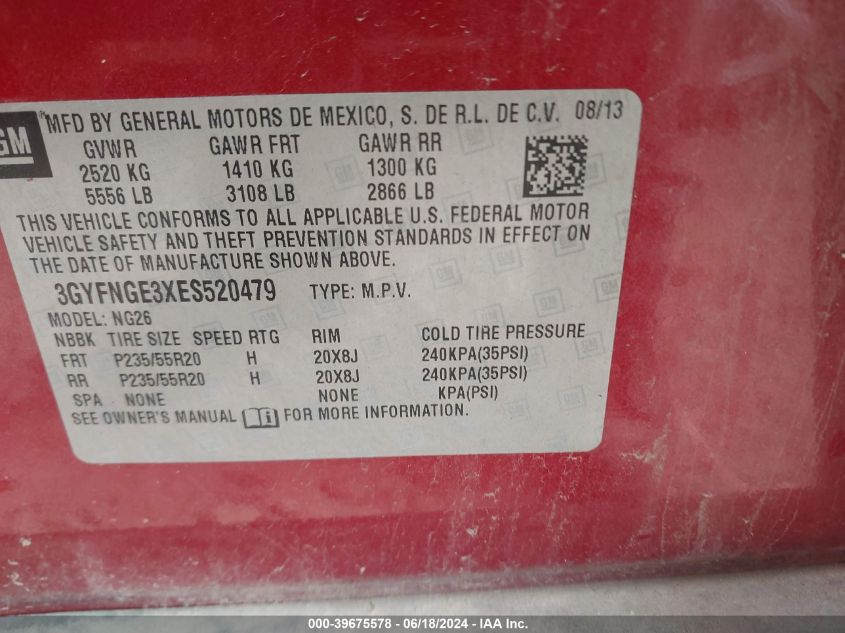 GM
MFD BY GENERAL MOTORS DE MEXICO, S. DE R.L. DE C.V. 08/13
GVWR GAWR FRT GAWR RR
2520 KG 1410 KG 1300 KG
5556 LB 3108 LB 2866 LB
THIS VEHICLE CONFORMS TO ALL APPLICABLE U.S. FEDERAL MOTOR
VEHICLE SAFETY AND THEFT PREVENTION STANDARDS IN EFFECT ON
THE DATE OF MANUFACTURE SHOWN ABOVE.
3GYFNGE3XES520479 TYPE: M.P.V.
MODEL: NG26
NBBK TIRE SIZE SPEED RTG RIM COLD TIRE PRESSURE
FRT P235/55R20 H 20X8J 240KPA(35PSI)
RR P235/55R20 H 20X8J 240KPA(35PSI)
SPA NONE NONE KPA(PSI)
SEE OWNER'S MANUAL FOR MORE INFORMATION.
000-39675578 - 06/18/2024 - IAA Inc.